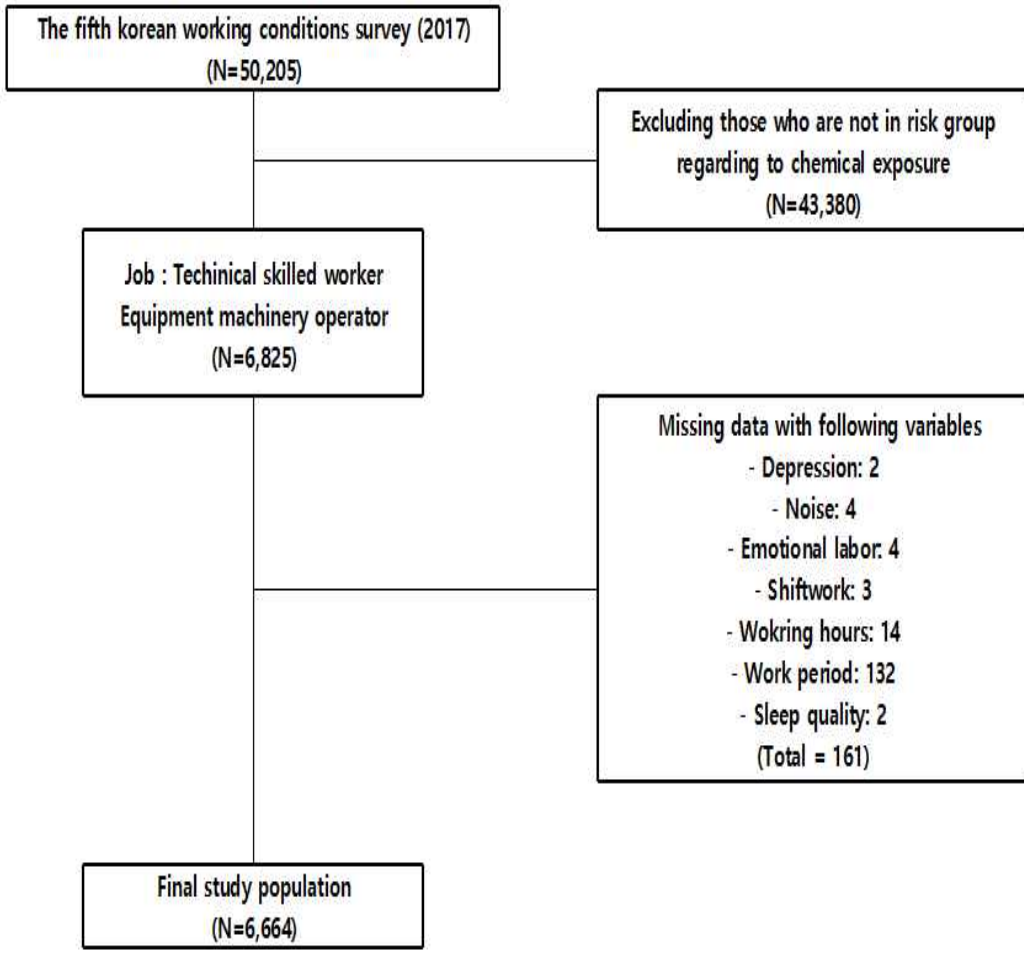 The fifth korean working conditions survey (2017)
(N=50,205)
Excluding those who are not in risk group
regarding to chemical exposure
(N=43,380)
Job : Techinical skilled worker
Equipment machinery operator
(N=6,825)
Missing data with following variables
- Depression: 2
- Noise: 4
- Emotional labor: 4
- Shiftwork: 3
- Wokring hours: 14
- Work period: 132
- Sleep quality: 2
(Total = 161)
Final study population
(N=6,664)